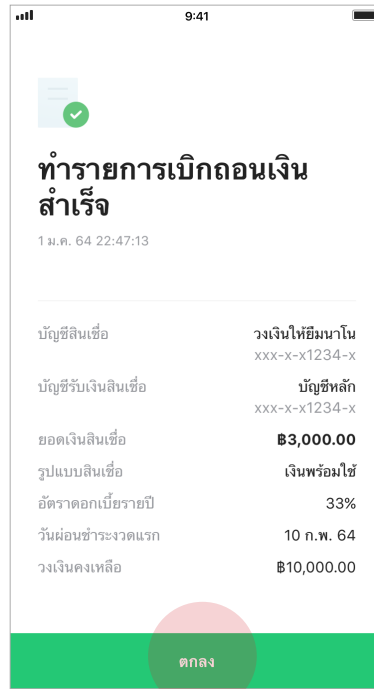 9:41
ทำรายการเบิกถอนเงิน
สำเร็จ
1 ม.ค. 64 22:47:13
บัญชีสินเชื่อ วงเงินให้ยืมนาโน
xxx-x-x1234-x
บัญชีรับเงินสินเชื่อ บัญชีหลัก
xxx-x-x1234-x
ยอดเงินสินเชื่อ ฿3,000.00
รูปแบบสินเชื่อ เงินพร้อมใช้
อัตราดอกเบี้ยรายปี 33%
วันผ่อนชำระงวดแรก 10 ก.พ. 64
วงเงินคงเหลือ ฿10,000.00
ตกลง